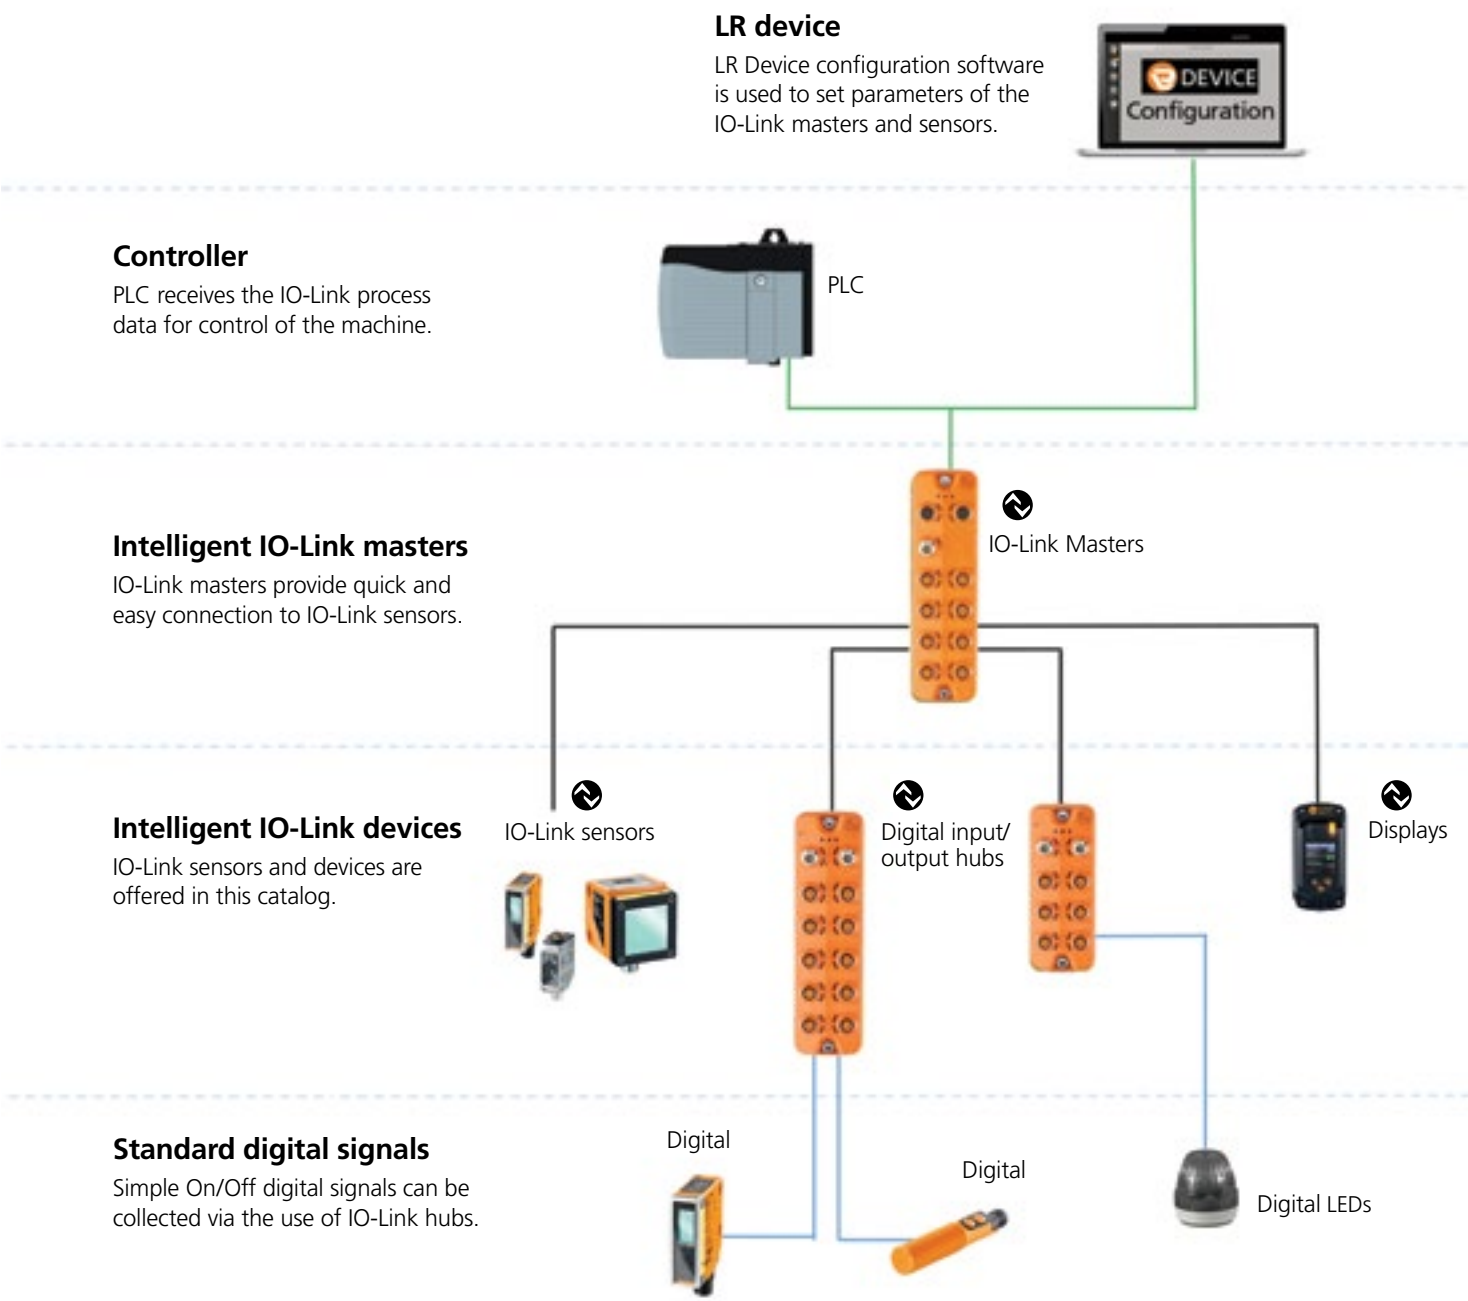 LR device
LR Device configuration software
is used to set parameters of the
IO-Link masters and sensors.
DEVICE
Configuration
Controller
PLC receives the IO-Link process
data for control of the machine.
PLC
Intelligent IO-Link masters
IO-Link masters provide quick and
easy connection to IO-Link sensors.
IO-Link Masters
Intelligent IO-Link devices
IO-Link sensors and devices are
offered in this catalog.
IO-Link sensors
Digital input/
output hubs
Displays
Standard digital signals
Simple On/Off digital signals can be
collected via the use of IO-Link hubs.
Digital
Digital
Digital LEDs